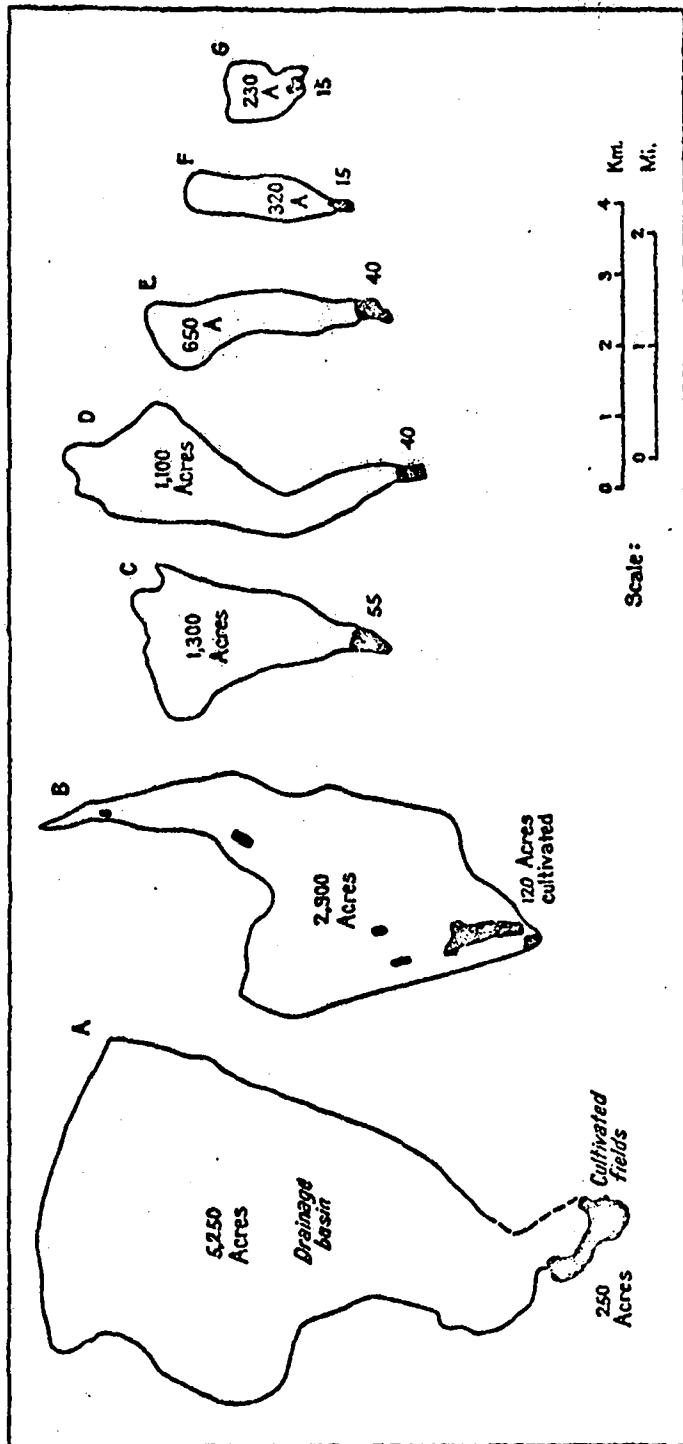 A
5,250
Acres
Drainage
basin
Cultivated
fields
250
Acres
B
2,900
Acres
120 Acres
cultivated
C
1,300
Acres
55
D
1,100
Acres
40
E
650
A
40
F
320
A
15
G
230
A
15
Scale:
0 1 2 3 4 Km.
0 1 2 Mi.